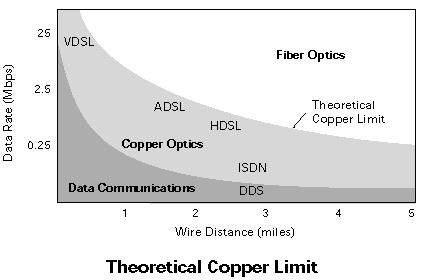 25
VDSL
Fiber Optics
Data Rate (Mbps)
2.5
ADSL
Theoretical
Copper Limit
HDSL
0.25
Copper Optics
ISDN
Data Communications
DDS
1 2 3 4 5
Wire Distance (miles)
Theoretical Copper Limit